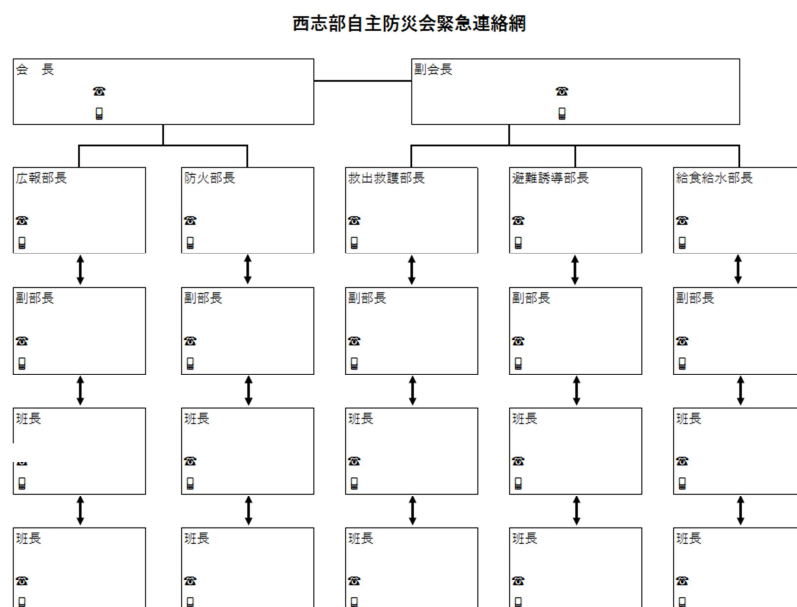 西志部自主防災会緊急連絡網
会　長
☎
副会長
☎
広報部長
☎
防火部長
☎
救出救護部長
☎
避難誘導部長
☎
給食給水部長
☎
副部長
☎
副部長
☎
副部長
☎
副部長
☎
副部長
☎
班長
班長
☎
班長
☎
班長
☎
班長
☎
班長
☎
班長
☎
班長
☎
班長
☎
班長
☎